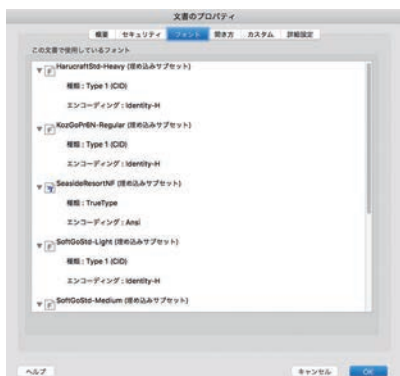 文書のプロパティ
概要 セキュリティ フォント 開き方 カスタム 詳細設定
この文書で使用しているフォント
HarucraftStd-Heavy (埋め込みサブセット)
種類 : Type 1 (CID)
エンコーディング : Identity-H
KozGoPr6N-Regular (埋め込みサブセット)
種類 : Type 1 (CID)
エンコーディング : Identity-H
SeasideResortNF (埋め込みサブセット)
種類 : TrueType
エンコーディング : Ansi
SoftGoStd-Light (埋め込みサブセット)
種類 : Type 1 (CID)
エンコーディング : Identity-H
SoftGoStd-Medium (埋め込みサブセット)
ヘルプ キャンセル OK